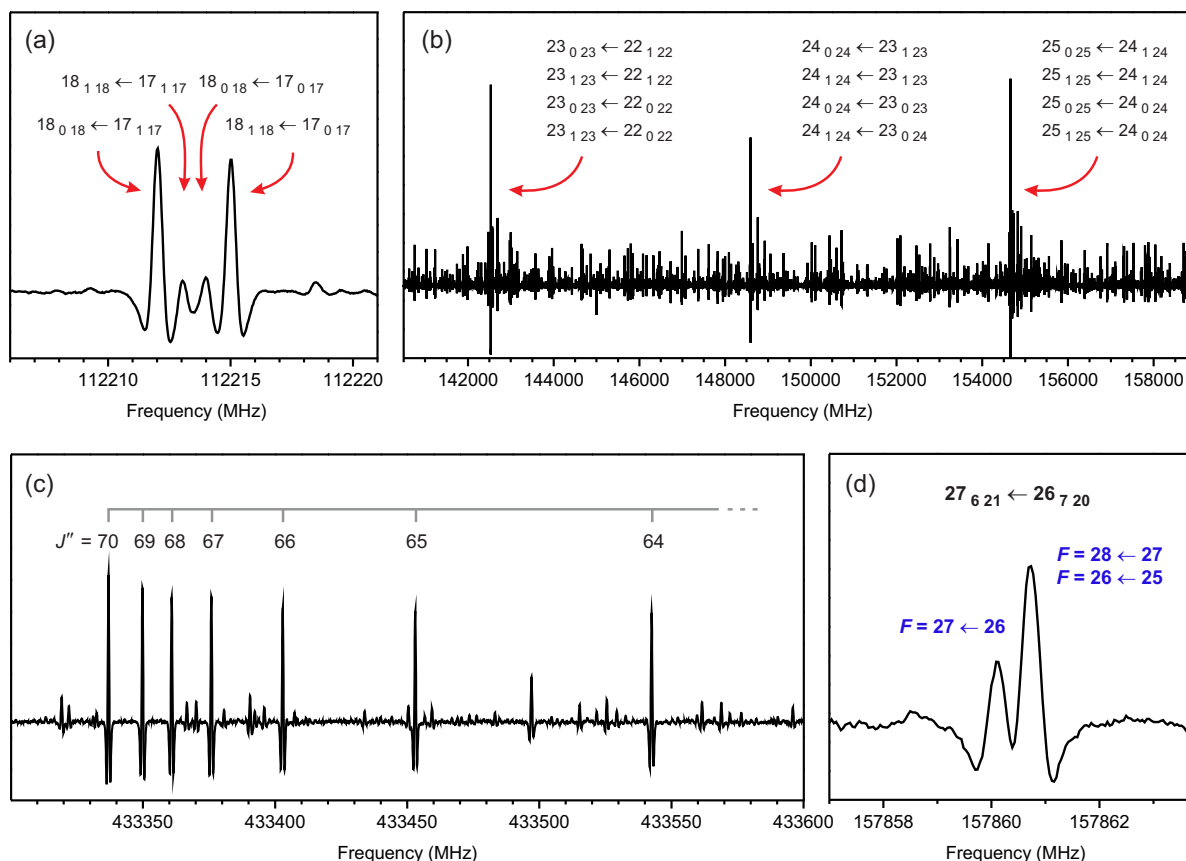 (a)
18 1 18 ← 17 1 17 18 0 18 ← 17 0 17
18 0 18 ← 17 1 17 18 1 18 ← 17 0 17
112210 112215 112220
Frequency (MHz)
(b)
23 0 23 ← 22 1 22
23 1 23 ← 22 1 22
23 0 23 ← 22 0 22
23 1 23 ← 22 0 22
24 0 24 ← 23 1 23
24 1 24 ← 23 1 23
24 0 24 ← 23 0 23
24 1 24 ← 23 0 24
25 0 25 ← 24 1 24
25 1 25 ← 24 1 24
25 0 25 ← 24 0 24
25 1 25 ← 24 0 24
142000 144000 146000 148000 150000 152000 154000 156000 158000
Frequency (MHz)
(c)
J″ = 70 69 68 67 66 65 64
433350 433400 433450 433500 433550 433600
Frequency (MHz)
(d)
27 6 21 ← 26 7 20
F = 28 ← 27
F = 26 ← 25
F = 27 ← 26
157858 157860 157862
Frequency (MHz)